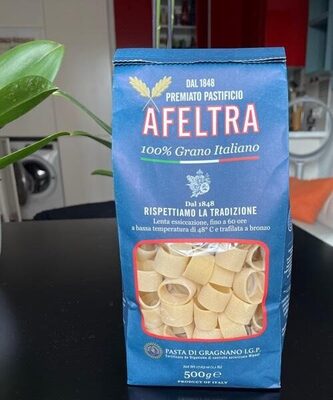 DAL 1848
PREMIATO PASTIFICIO
AFELTRA
100% Grano Italiano
Dal 1848
RISPETTIAMO LA TRADIZIONE
Lenta essiccazione, fino a 60 ore
a bassa temperatura di 48° C e trafilata a bronzo
PASTA DI GRAGNANO I.G.P.
500g e
PRODUCT OF ITALY